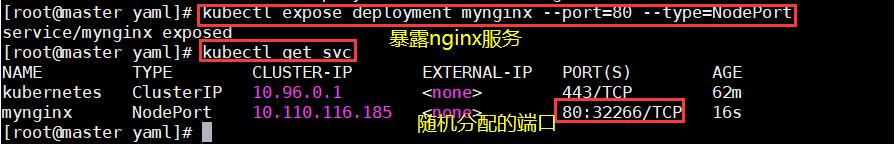 [root@master yaml]# kubectl expose deployment mynginx --port=80 --type=NodePort
service/mynginx exposed
暴露nginx服务
[root@master yaml]# kubectl get svc
NAME TYPE CLUSTER-IP EXTERNAL-IP PORT(S) AGE
kubernetes ClusterIP 10.96.0.1 <none> 443/TCP 62m
mynginx NodePort 10.110.116.185 <none> 80:32266/TCP 16s
随机分配的端口
[root@master yaml]#